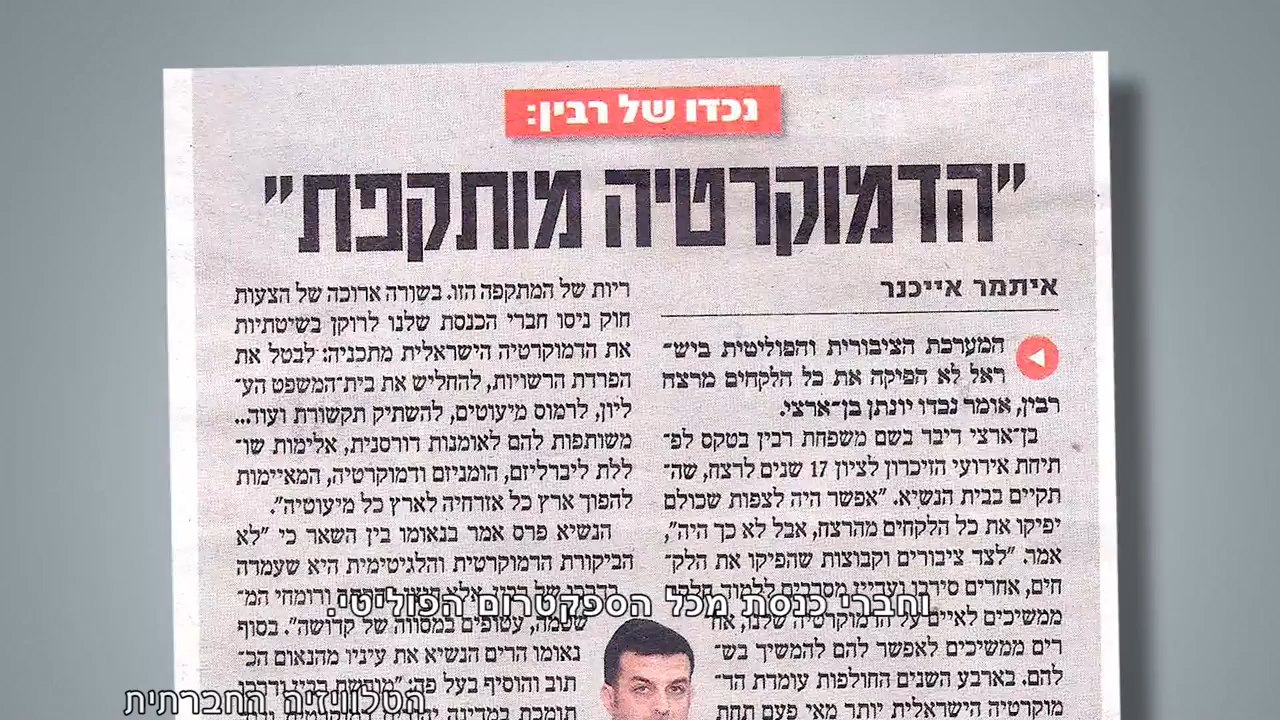 נכדו של רבין:
"הדמוקרטיה מותקפת"
איתמר אייכנר
המערכת הציבורית והפוליטית ביש־
ראל לא הפיקה את כל הלקחים מרצח
רבין, אומר נכדו יונתן בן־ארצי.
בן־ארצי דיבר בשם משפחת רבין בטקס לפ־
תיחת אירועי הזיכרון לציון 17 שנים לרצח, שה־
תקיים בבית הנשיא. "אפשר היה לצפות שכולם
יפיקו את כל הלקחים מהרצח, אבל לא כך היה",
אמר. "לצד ציבורים וקבוצות שהפיקו את הלק־
חים, אחרים סירבו ועדיין מסרבים ללמוד
ממשיכים לאיים על הדמוקרטיה שלנו,
רים ממשיכים לאפשר להם להמשיך בש־
להם. בארבע השנים החולפות עומדת הד־
מוקרטיה הישראלית יותר מאי פעם תחת
ריות של המתקפה הזו. בשורה ארוכה של הצעות
חוק ניסו חברי הכנסת שלנו לרוקן בשיטתיות
את הדמוקרטיה הישראלית מתכניה: לבטל את
הפרדת הרשויות, להחליש את בית־המשפט הע־
ליון, לרמוס מיעוטים, להשתיק תקשורת ועוד...
משותפות להם לאומנות דורסנית, אלימות שו־
ללת ליברליזם, הומניזם ודמוקרטיה, המאיימות
להפוך ארץ כל אזרחיה לארץ כל מיעוטיה".
הנשיא פרס אמר בנאומו בין השאר כי "לא
הביקורת הדמוקרטית והלגיטימית היא שעמדה
בדרכו של רבין, אלא ורומחי המ־
שטמה, עטופים במסווה של קדושה". בסוף
נאומו הרים הנשיא את עיניו מהנאום הכ־
תוב והוסיף בעל פה:
תומכת במדינה
וחברי כנסת מכל הספקטרום הפוליטי.
הטלוויזיה החברתית